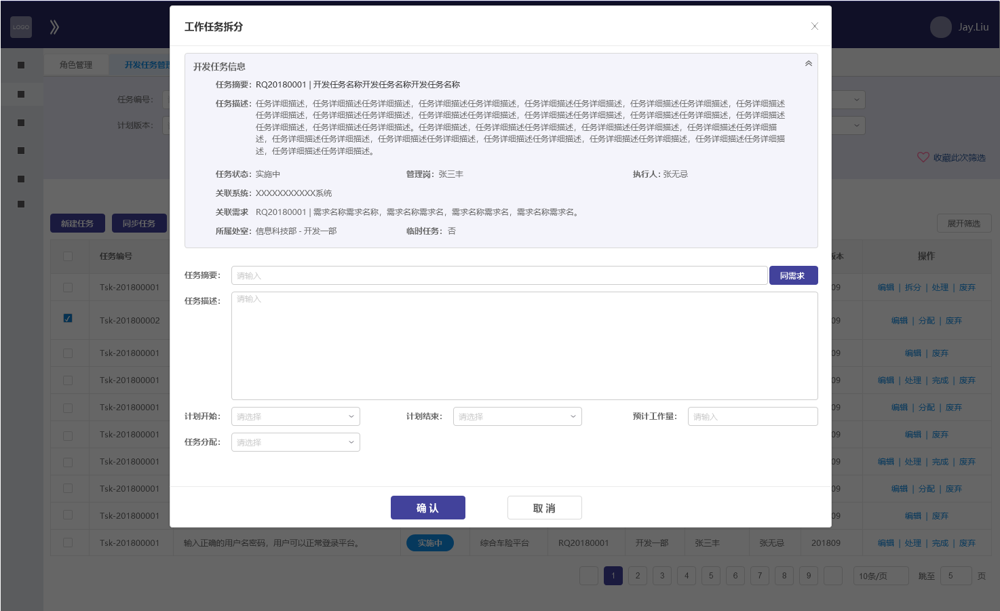 LOGO
Jay.Liu
角色管理
开发任务管理
任务编号：
计划版本：
收藏此次筛选
新建任务
同步任务
展开筛选
工作任务拆分
开发任务信息
任务摘要：RQ20180001 | 开发任务名称开发任务名称开发任务名称
任务描述：任务详细描述，任务详细描述任务详细描述，任务详细描述任务详细描述，任务详细描述任务详细描述，任务详细描述任务详细描述，任务详细描述
任务详细描述，任务详细描述任务详细描述，任务详细描述任务详细描述，任务详细描述任务详细描述，任务详细描述任务详细描述，任务详细描述
任务详细描述，任务详细描述任务详细描述。任务详细描述，任务详细描述任务详细描述，任务详细描述任务详细描述，任务详细描述任务详细描
述，任务详细描述任务详细描述，任务详细描述任务详细描述，任务详细描述任务详细描述，任务详细描述任务详细描述，任务详细描述任务详细描
述，任务详细描述任务详细描述。
任务状态：实施中 管理岗：张三丰 执行人：张无忌
关联系统：XXXXXXXXXXX系统
关联需求 RQ20180001 | 需求名称需求名称，需求名称需求名，需求名称需求名，需求名称需求名。
所属处室：信息科技部 - 开发一部 临时任务：否
任务摘要： 请输入 同需求
任务描述： 请输入
计划开始： 请选择 计划结束： 请选择 预计工作量： 请输入
任务分配： 请选择
确 认 取 消
任务编号 本 操作
Tsk-201800001 09 编辑 | 拆分 | 处理 | 废弃
Tsk-201800002 09 编辑 | 分配 | 废弃
Tsk-201800001 09 编辑 | 废弃
Tsk-201800001 09 编辑 | 处理 | 完成 | 废弃
Tsk-201800001 09 编辑 | 分配 | 废弃
Tsk-201800001 09 编辑 | 废弃
Tsk-201800001 09 编辑 | 处理 | 完成 | 废弃
Tsk-201800001 09 编辑 | 分配 | 废弃
Tsk-201800001 09 编辑 | 废弃
Tsk-201800001 输入正确的用户名密码，用户可以正常登录平台。 实施中 综合车险平台 RQ20180001 开发一部 张三丰 张无忌 201809 编辑 | 处理 | 完成 | 废弃
1 2 3 4 5 6 7 8 9 10条/页 跳至 5 页